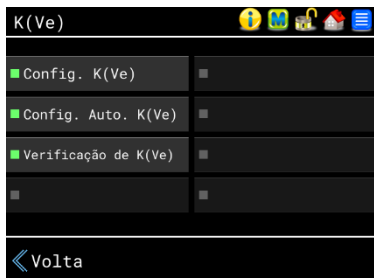 K(Ve)
Config. K(Ve)
Config. Auto. K(Ve)
Verificação de K(Ve)
Volta